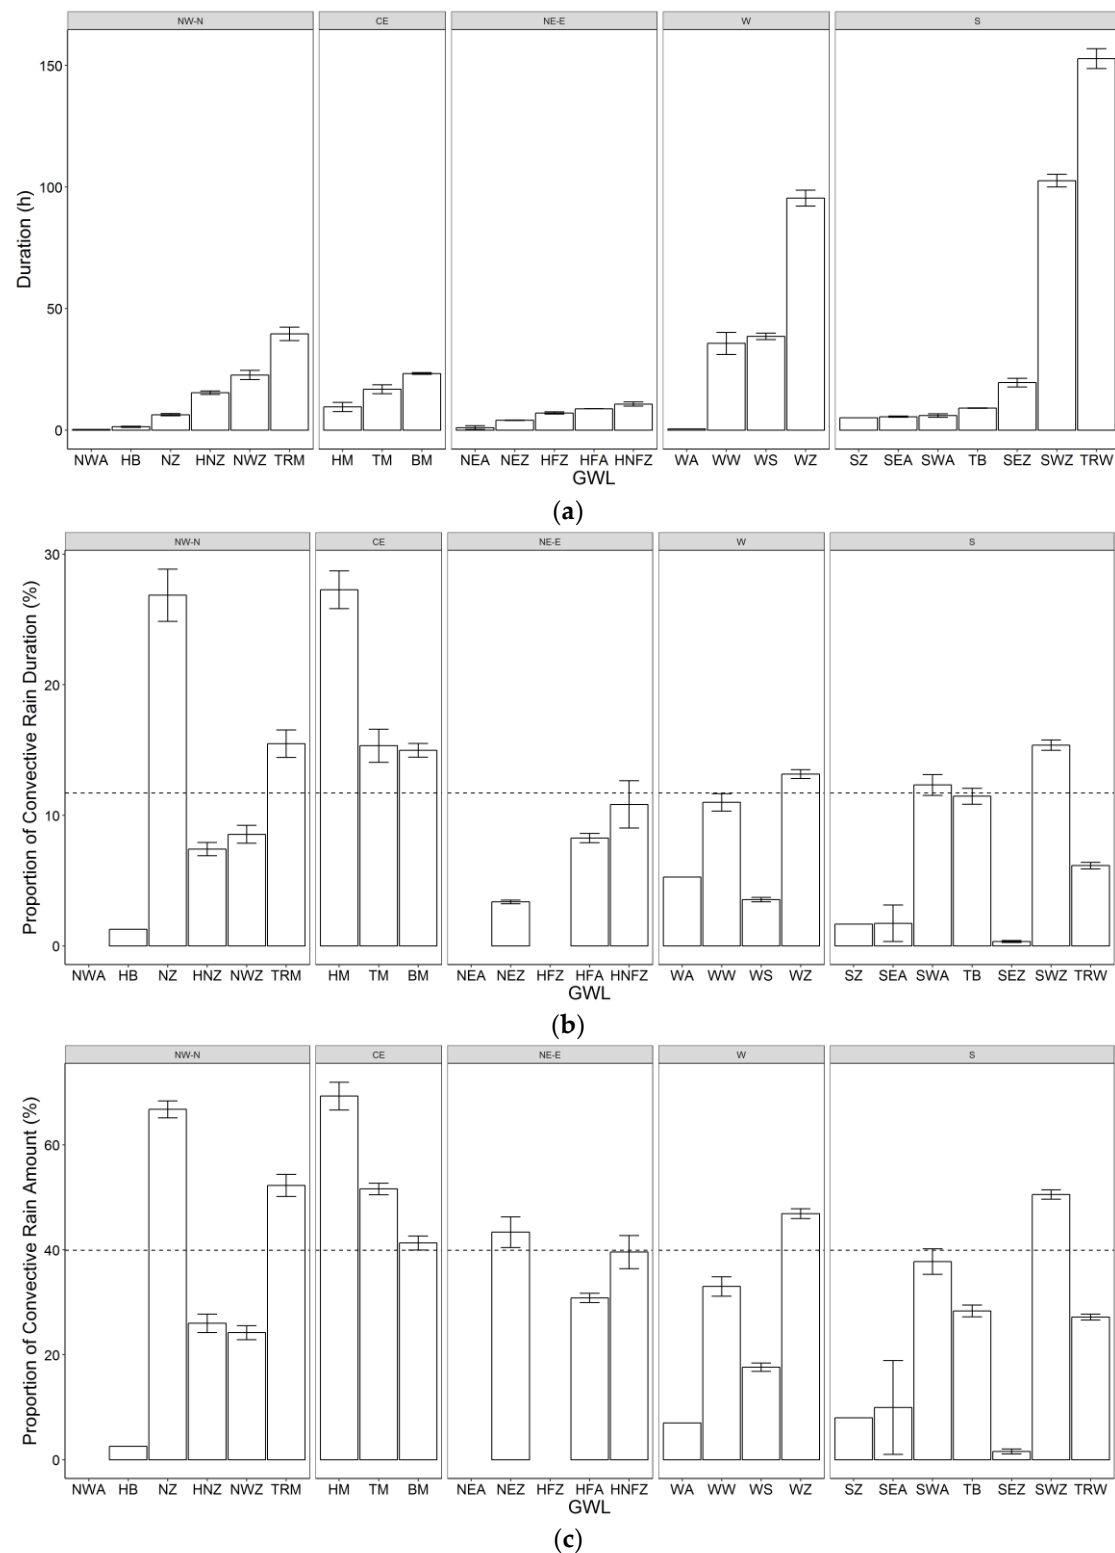 NW-N CE NE-E W S
150
100
50
0
Duration (h)
NWA HB NZ HNZ NWZ TRM HM TM BM NEA NEZ HFZ HFA HNFZ WA WW WS WZ SZ SEA SWA TB SEZ SWZ TRW
GWL
(a)
NW-N CE NE-E W S
30
20
10
0
Proportion of Convective Rain Duration (%)
NWA HB NZ HNZ NWZ TRM HM TM BM NEA NEZ HFZ HFA HNFZ WA WW WS WZ SZ SEA SWA TB SEZ SWZ TRW
GWL
(b)
NW-N CE NE-E W S
60
40
20
0
Proportion of Convective Rain Amount (%)
NWA HB NZ HNZ NWZ TRM HM TM BM NEA NEZ HFZ HFA HNFZ WA WW WS WZ SZ SEA SWA TB SEZ SWZ TRW
GWL
(c)